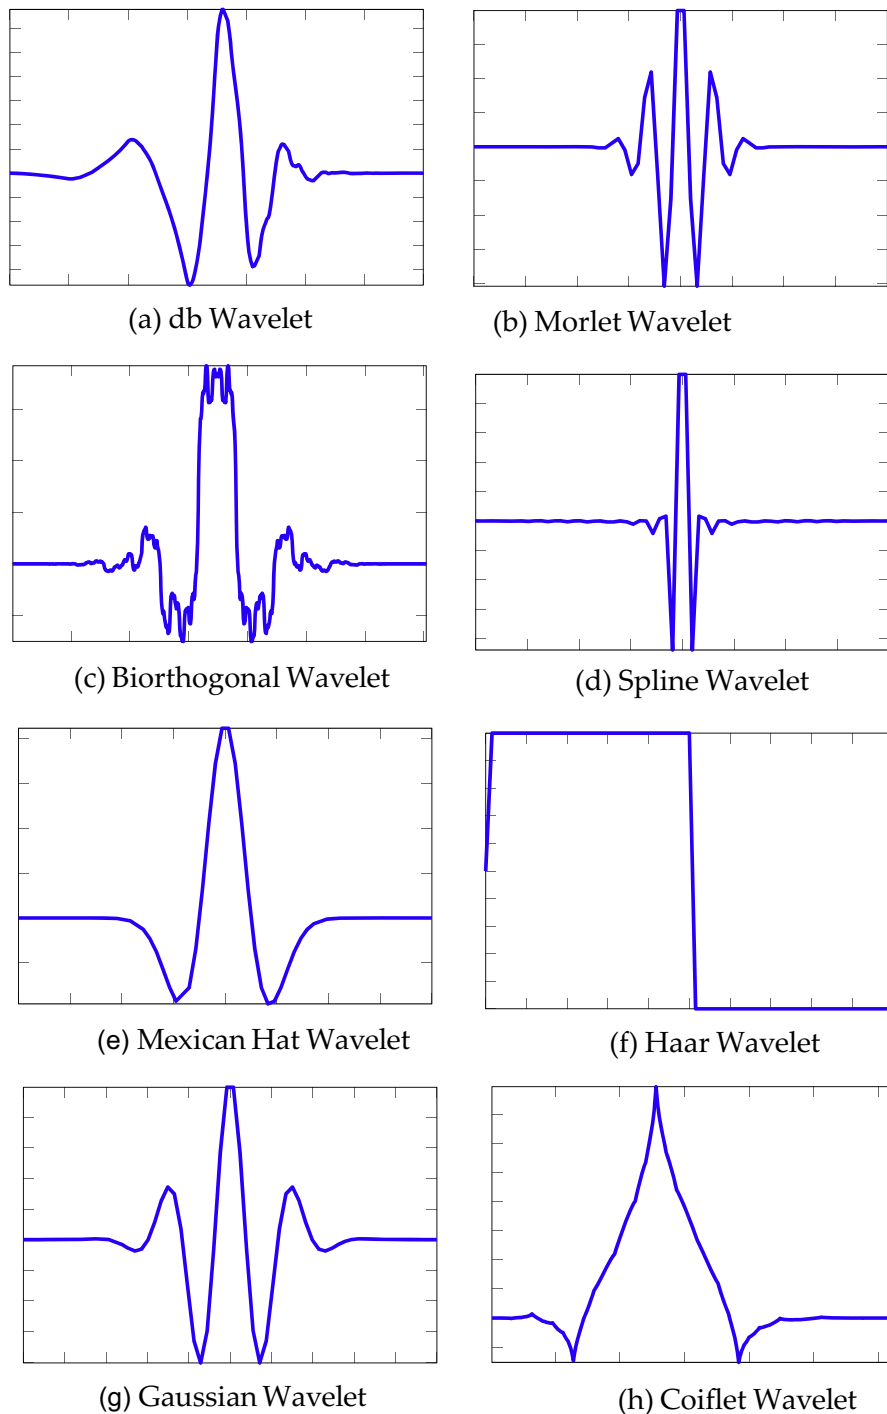 (a) db Wavelet
(b) Morlet Wavelet
(c) Biorthogonal Wavelet
(d) Spline Wavelet
(e) Mexican Hat Wavelet
(f) Haar Wavelet
(g) Gaussian Wavelet
(h) Coiflet Wavelet